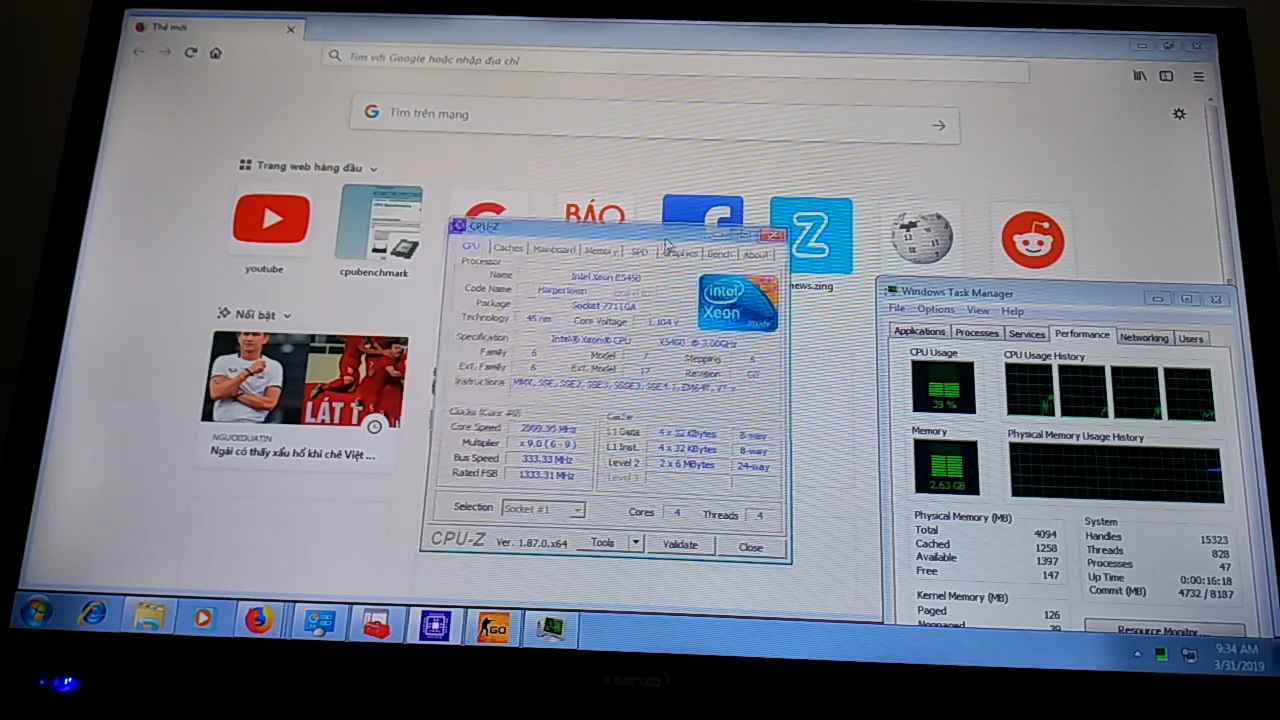 Thẻ mới
Tìm với Google hoặc nhập địa chỉ
Tìm trên mạng
Trang web hàng đầu
youtube
cpubenchmark
BÁO
news.zing
Nổi bật
LÁT T
NGUOIDUATIN
Ngài có thấy xấu hổ khi chê Việt ...
CPU-Z
CPU
Caches
Mainboard
Memory
SPD
Graphics
Bench
About
Processor
Name
Intel Xeon E5450
Code Name
Harpertown
Package
Socket 771 LGA
Technology
45 nm
Core Voltage
1.104 V
intel
Xeon
inside
Specification
Intel® Xeon® CPU
X5450 @ 3.00GHz
Family
6
Model
7
Stepping
6
Ext. Family
6
Ext. Model
17
Revision
C0
Instructions
MMX, SSE, SSE2, SSE3, SSSE3, SSE4.1, EM64T, VT-x
Clocks (Core #0)
Core Speed
Multiplier
x 9.0 ( 6 - 9 )
Bus Speed
333.33 MHz
Rated FSB
1333.31 MHz
Cache
L1 Data
4 x 32 KBytes
8-way
L1 Inst.
4 x 32 KBytes
8-way
Level 2
2 x 6 MBytes
24-way
Level 3
Selection
Socket #1
Cores
4
Threads
4
CPU-Z
Ver. 1.87.0.x64
Tools
Validate
Close
Windows Task Manager
File Options View Help
Applications
Processes
Services
Performance
Networking
Users
CPU Usage
CPU Usage History
39 %
Memory
Physical Memory Usage History
2.63 GB
Physical Memory (MB)
Total 4094
Cached 1258
Available 1397
Free 147
Kernel Memory (MB)
Paged 126
Nonpaged
System
Handles 15323
Threads 828
Processes 47
Up Time 0:00:16:18
Commit (MB) 4732 / 8187
Resource Monitor...
GO
9:34 AM
3/31/2019